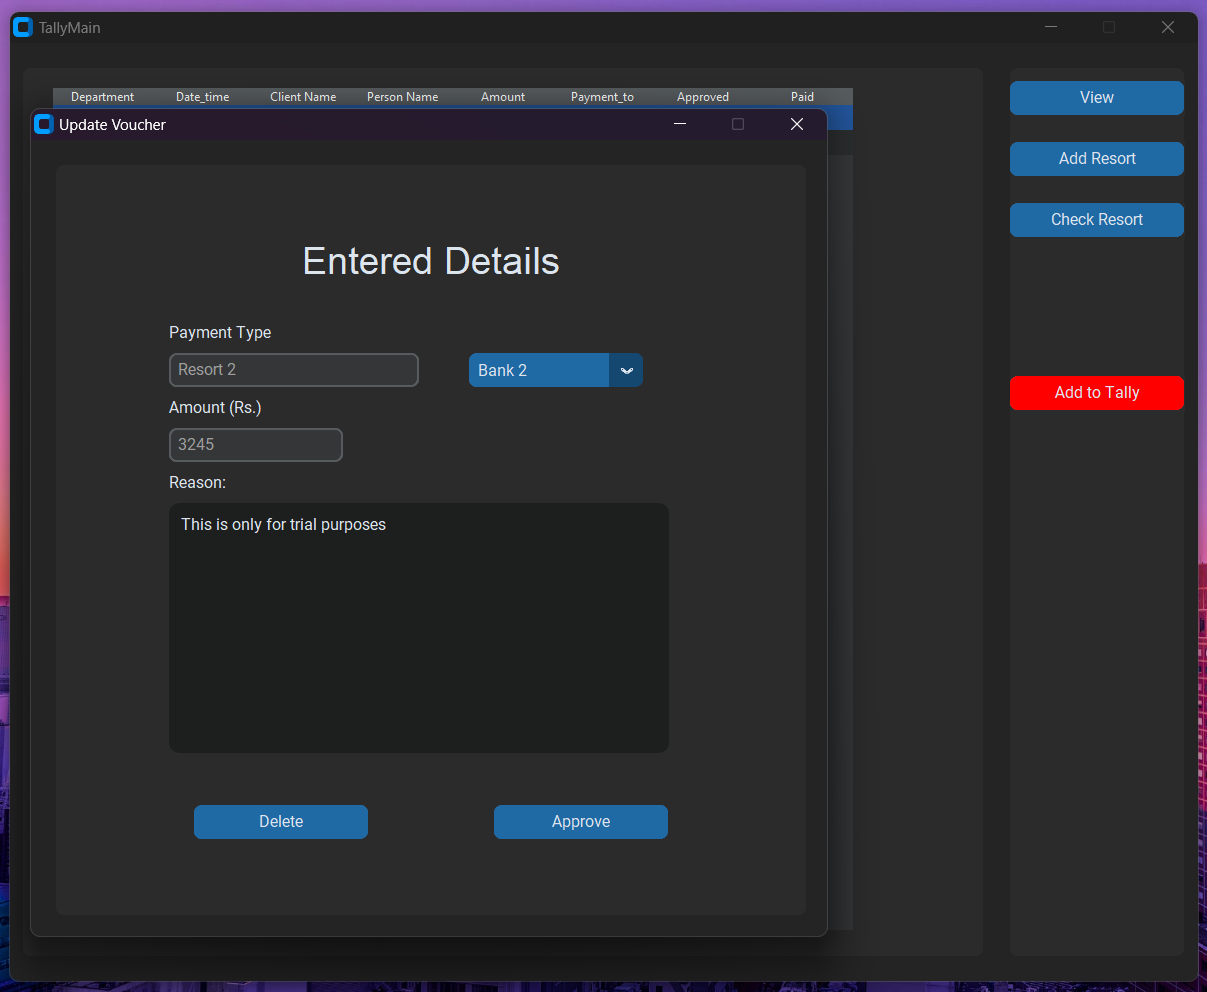 TallyMain
Department Date_time Client Name Person Name Amount Payment_to Approved Paid
View
Update Voucher
Add Resort
Check Resort
Entered Details
Payment Type
Resort 2 Bank 2
Add to Tally
Amount (Rs.)
3245
Reason:
This is only for trial purposes
Delete Approve